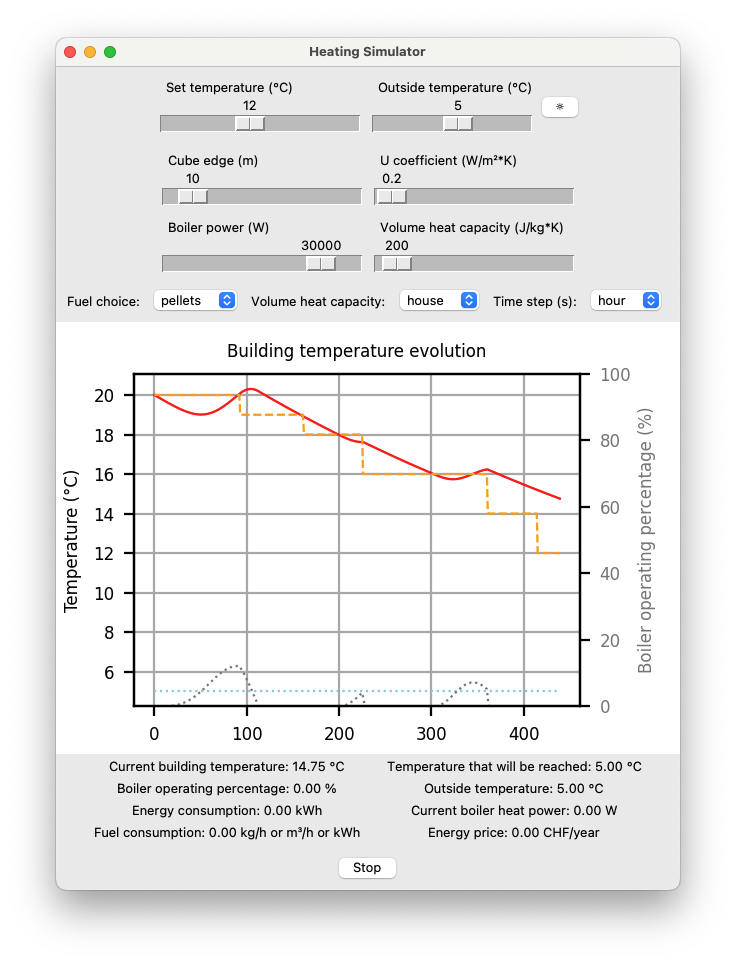 Heating Simulator
Set temperature (°C) Outside temperature (°C)
12 5 ☼
Cube edge (m) U coefficient (W/m²*K)
10 0.2
Boiler power (W) Volume heat capacity (J/kg*K)
30000 200
Fuel choice: pellets Volume heat capacity: house Time step (s): hour
Building temperature evolution
100
20
18 80
16
60
14
12
40
10
8
20
6
0
Temperature (°C)
Boiler operating percentage (%)
0 100 200 300 400
Current building temperature: 14.75 °C Temperature that will be reached: 5.00 °C
Boiler operating percentage: 0.00 % Outside temperature: 5.00 °C
Energy consumption: 0.00 kWh Current boiler heat power: 0.00 W
Fuel consumption: 0.00 kg/h or m³/h or kWh Energy price: 0.00 CHF/year
Stop